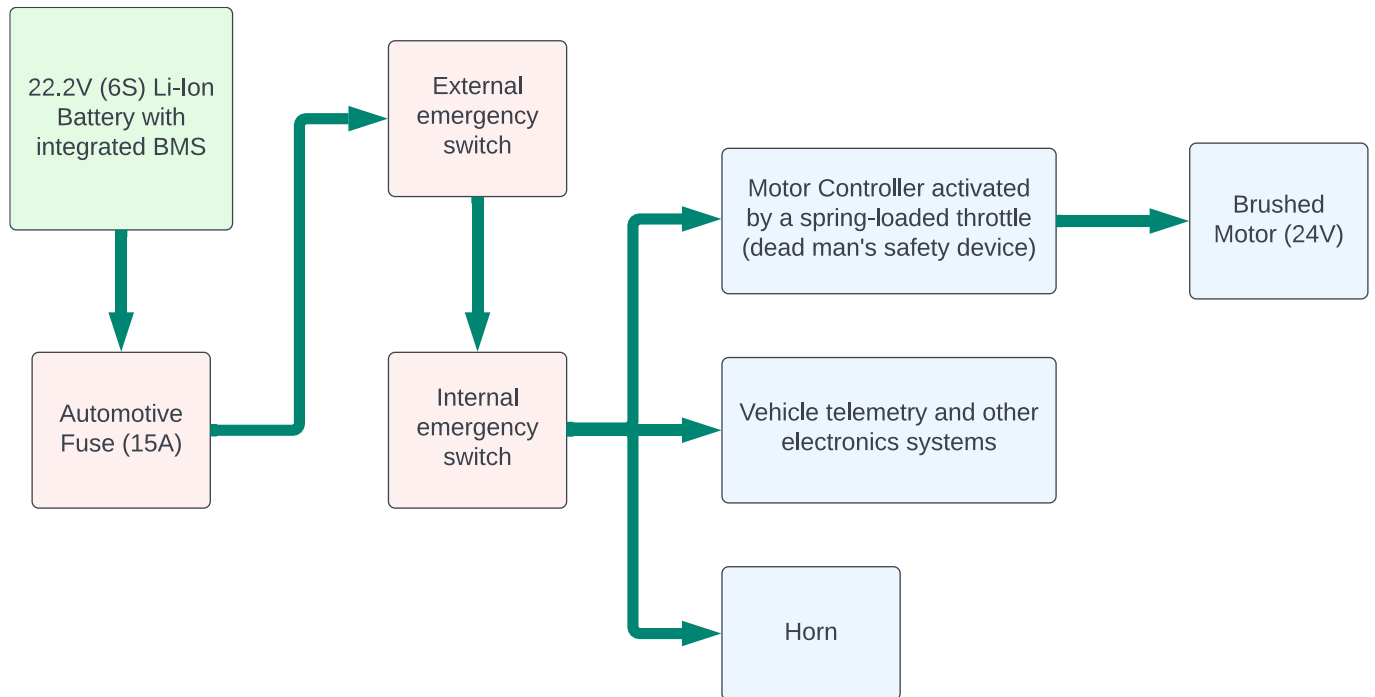 22.2V (6S) Li-Ion
Battery with
integrated BMS
Automotive
Fuse (15A)
External
emergency
switch
Internal
emergency
switch
Motor Controller activated
by a spring-loaded throttle
(dead man's safety device)
Brushed
Motor (24V)
Vehicle telemetry and other
electronics systems
Horn